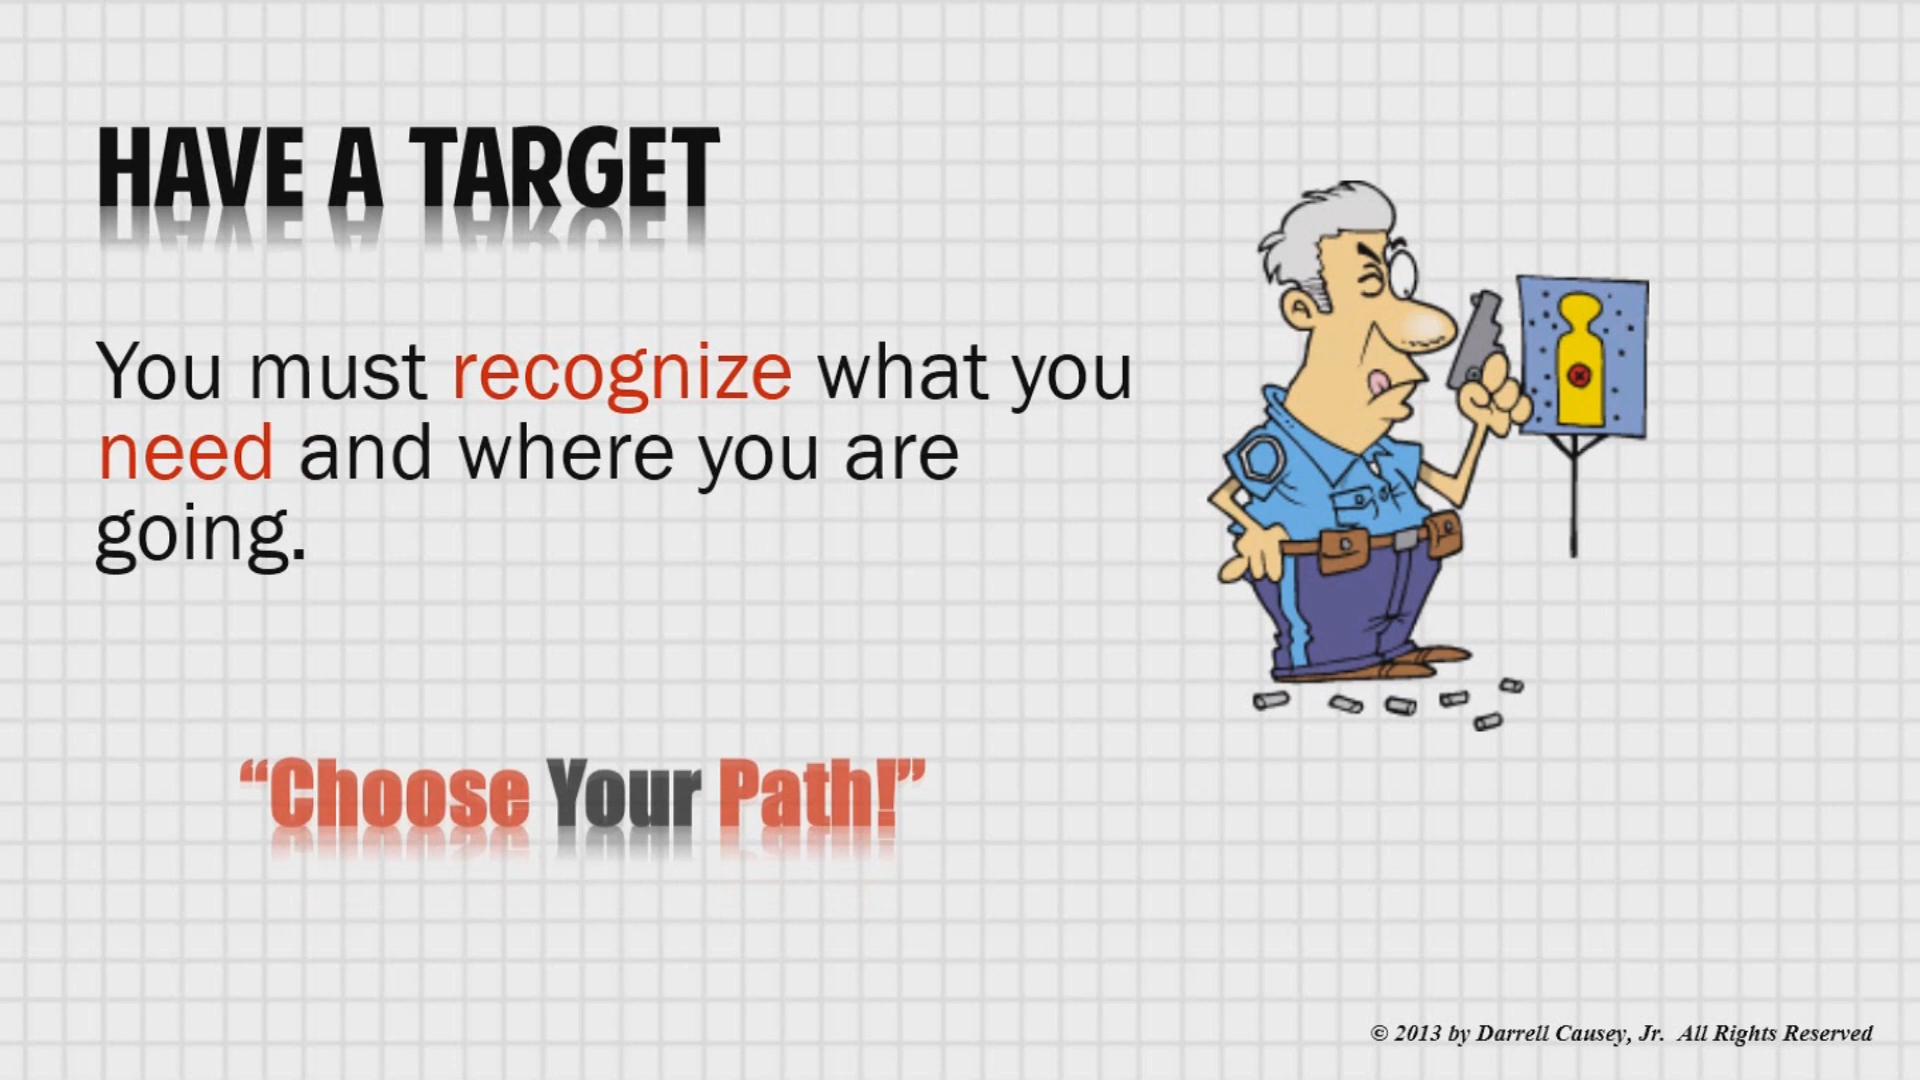 HAVE A TARGET
You must recognize what you
need and where you are
going.
“Choose Your Path!”
© 2013 by Darrell Causey, Jr.  All Rights Reserved